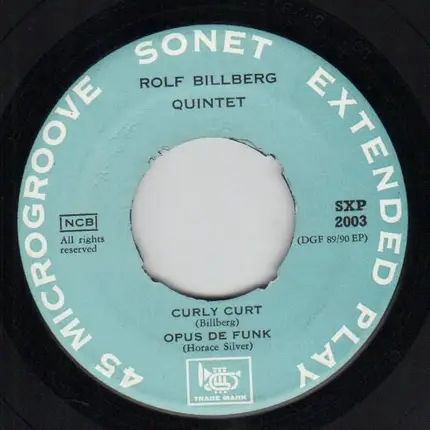 45 MICROGROOVE SONET EXTENDED PLAY
ROLF BILLBERG
QUINTET
NCB
All rights
reserved
SXP
2003
(DGF 89/90 EP)
CURLY CURT
(Billberg)
OPUS DE FUNK
(Horace Silver)
TRADE MARK